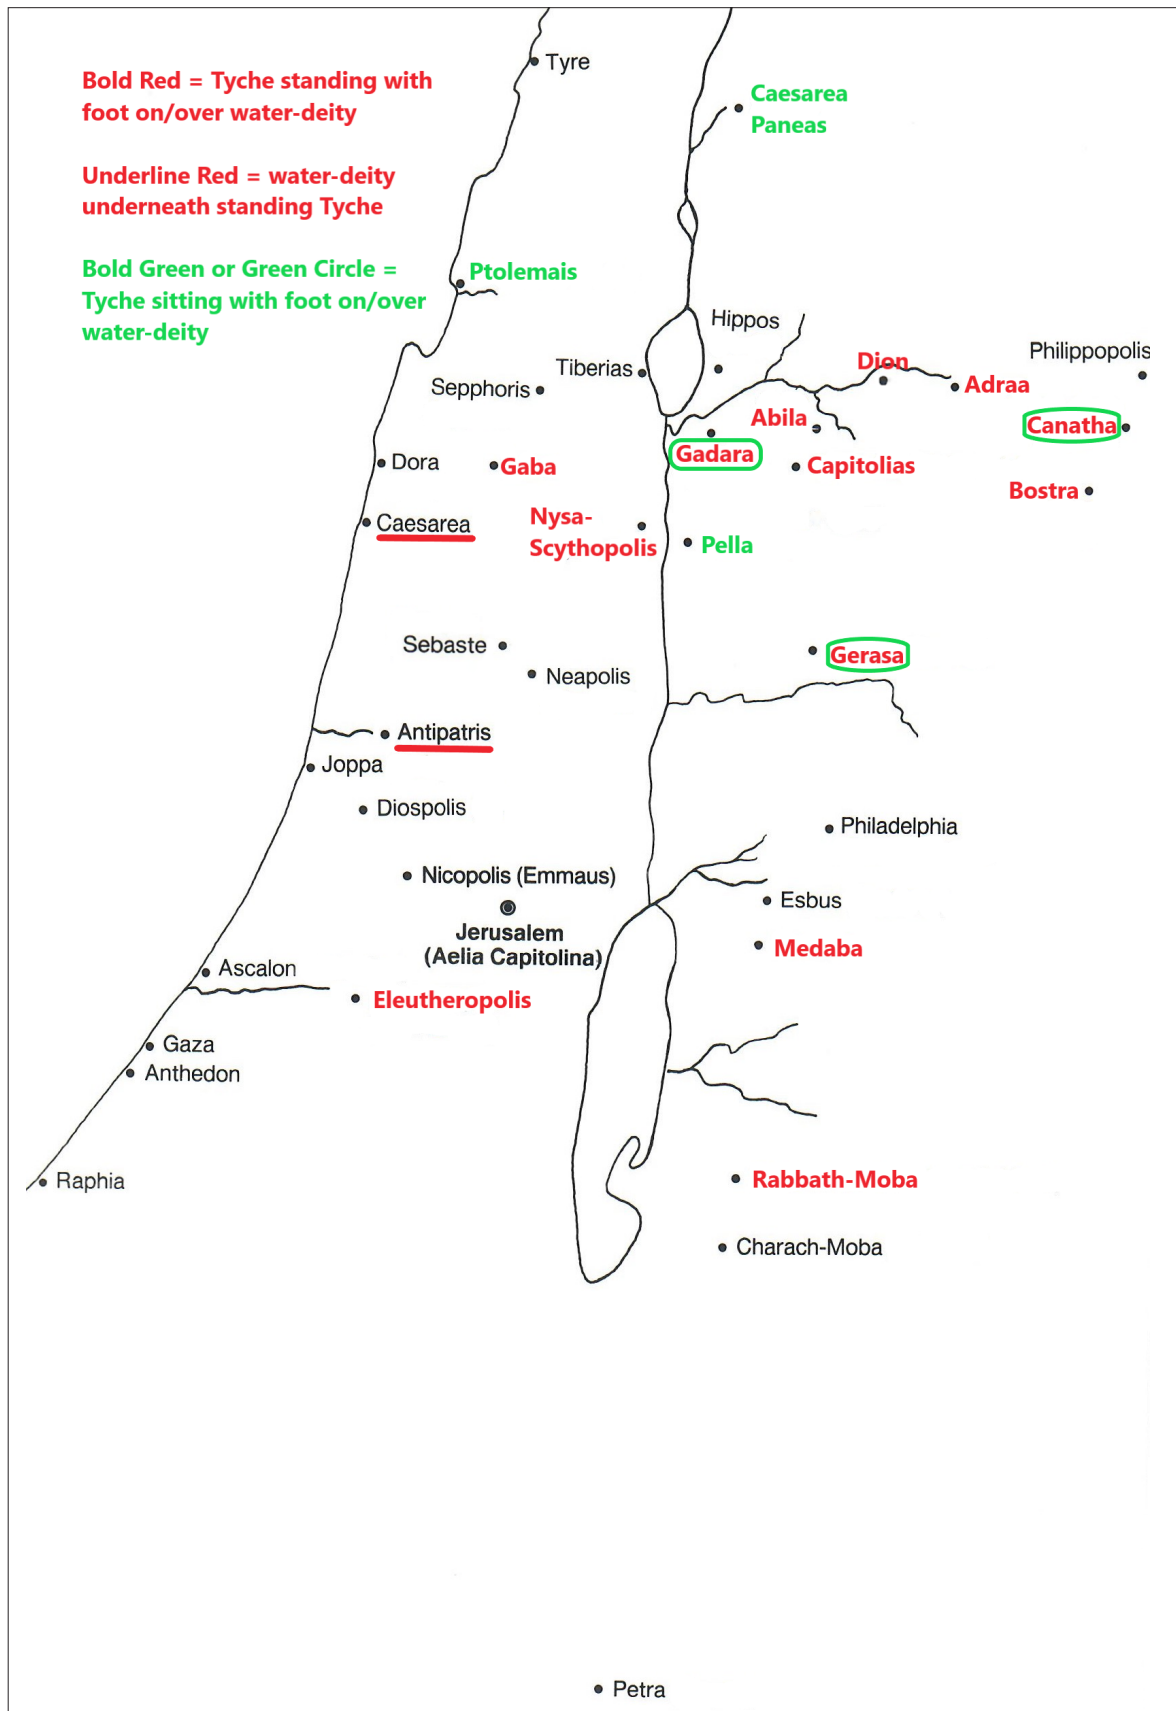 Tyre
Bold Red = Tyche standing with
foot on/over water-deity
Caesarea
Paneas
Underline Red = water-deity
underneath standing Tyche
Bold Green or Green Circle =
Tyche sitting with foot on/over
water-deity
Ptolemais
Hippos
Philippopolis
Tiberias
Dion
Sepphoris
Adraa
Abila
Canatha
Gadara
Dora
Gaba
Capitolias
Bostra
Caesarea
Nysa-
Scythopolis
Pella
Sebaste
Gerasa
Neapolis
Antipatris
Joppa
Diospolis
Philadelphia
Nicopolis (Emmaus)
Esbus
Jerusalem
(Aelia Capitolina)
Medaba
Ascalon
Eleutheropolis
Gaza
Anthedon
Raphia
Rabbath-Moba
Charach-Moba
Petra